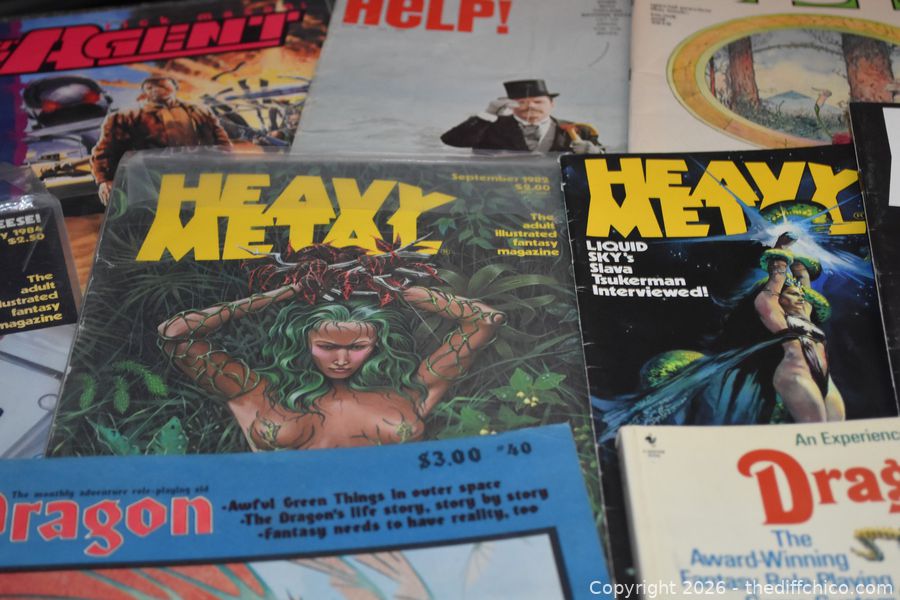 AGENT
HELP!
HEAVY
METAL
September 1982
$2.00
The
adult
illustrated
fantasy
magazine
HEAVY
METAL
LIQUID
SKY's
Slava
Tsukerman
Interviewed!
EESE!
1984
$2.50
The
adult
illustrated
fantasy
magazine
$3.00 #40
The monthly adventure role-playing aid
Dragon
•Awful Green Things in outer space
•The Dragon's life story, story by story
•Fantasy needs to have reality, too
An Experienc
Drag
The
Award-Winning
Copyright 2026 - thediffchico.com